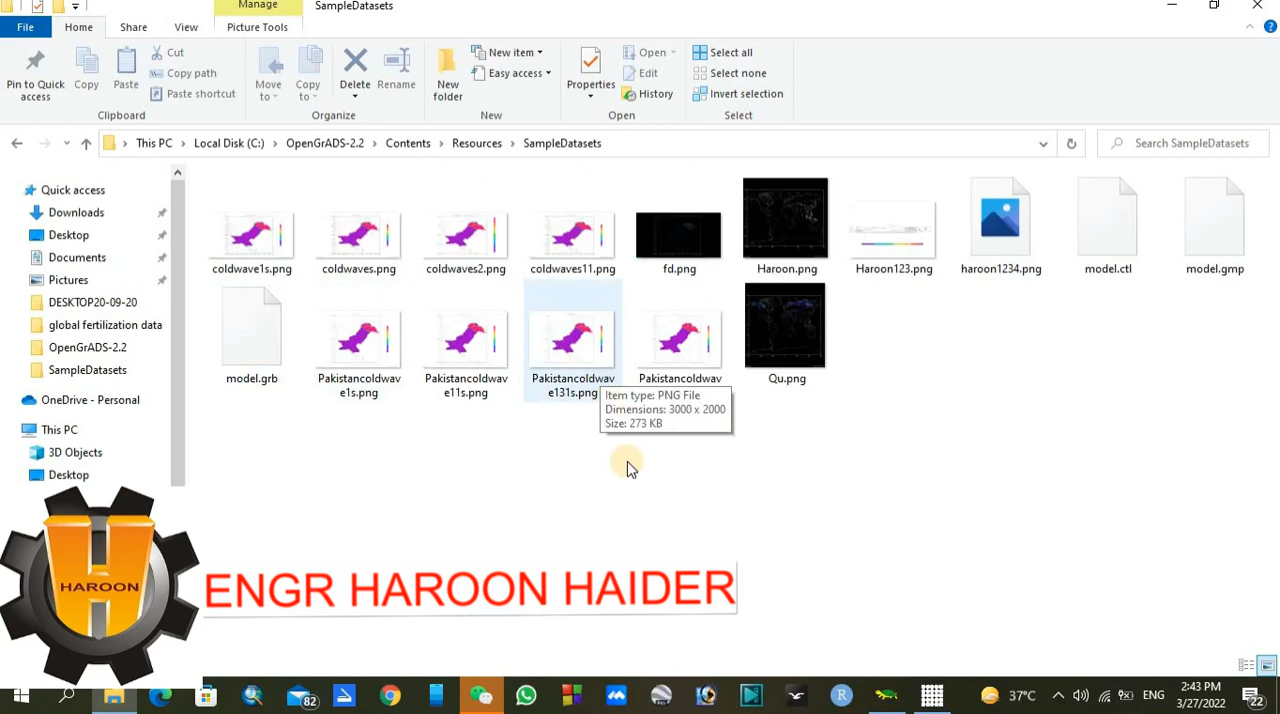 Manage
SampleDatasets
File
Home
Share
View
Picture Tools
Pin to Quick access
Copy
Paste
Cut
Copy path
Paste shortcut
Clipboard
Move to
Copy to
Delete
Rename
Organize
New folder
New item
Easy access
New
Properties
Open
Edit
History
Open
Select all
Select none
Invert selection
Select
This PC > Local Disk (C:) > OpenGrADS-2.2 > Contents > Resources > SampleDatasets
Search SampleDatasets
Quick access
Downloads
Desktop
Documents
Pictures
DESKTOP20-09-20
global fertilization data
OpenGrADS-2.2
SampleDatasets
OneDrive - Personal
This PC
3D Objects
Desktop
coldwave1s.png
coldwaves.png
coldwaves2.png
coldwaves11.png
fd.png
Haroon.png
Haroon123.png
haroon1234.png
model.ctl
model.gmp
model.grb
Pakistancoldwav
e1s.png
Pakistancoldwav
e11s.png
Pakistancoldwav
e131s.png
Pakistancoldwav
Qu.png
Item type: PNG File
Dimensions: 3000 x 2000
Size: 273 KB
H
HAROON
ENGR HAROON HAIDER
82
R
37°C
ENG
2:43 PM
3/27/2022
22